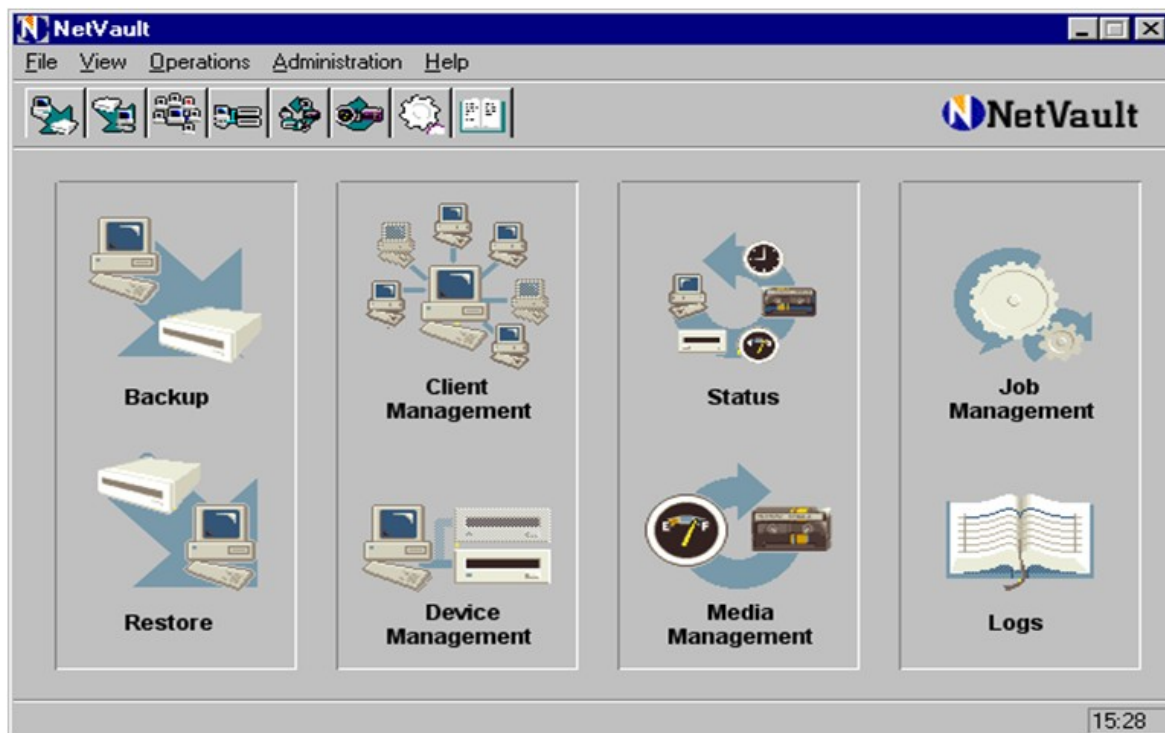 NetVault
File View Operations Administration Help
NetVault
Backup
Client
Management
Status
Job
Management
Restore
Device
Management
Media
Management
Logs
E F
15:28